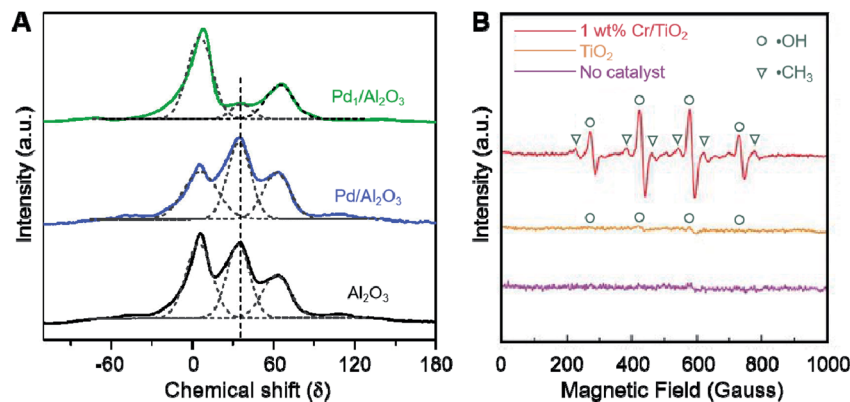 A
Intensity (a.u.)
Pd₁/Al₂O₃
Pd/Al₂O₃
Al₂O₃
-60 0 60 120 180
Chemical shift (δ)
B
Intensity (a.u.)
1 wt% Cr/TiO₂
TiO₂
No catalyst
•OH
•CH₃
0 200 400 600 800 1000
Magnetic Field (Gauss)